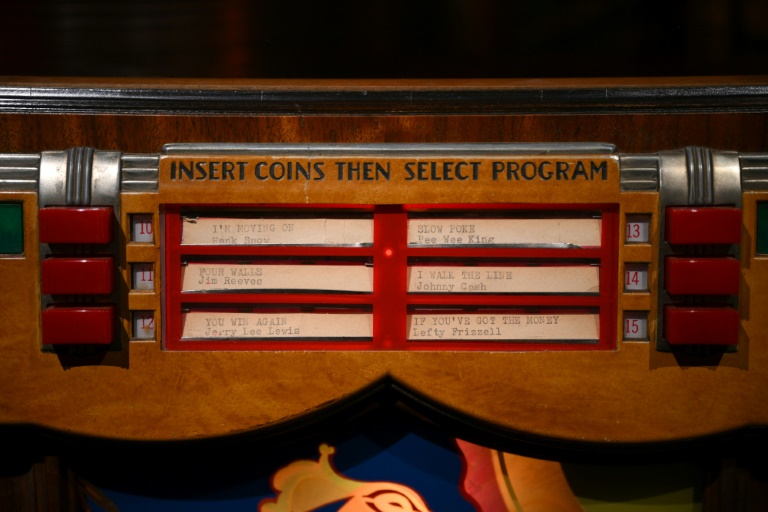 INSERT COINS THEN SELECT PROGRAM
10
I'M MOVING ON
Hank Snow
11
FOUR WALLS
Jim Reeves
12
YOU WIN AGAIN
Jerry Lee Lewis
SLOW POKE
Pee Wee King
13
I WALK THE LINE
Johnny Cash
14
IF YOU'VE GOT THE MONEY
Lefty Frizzell
15